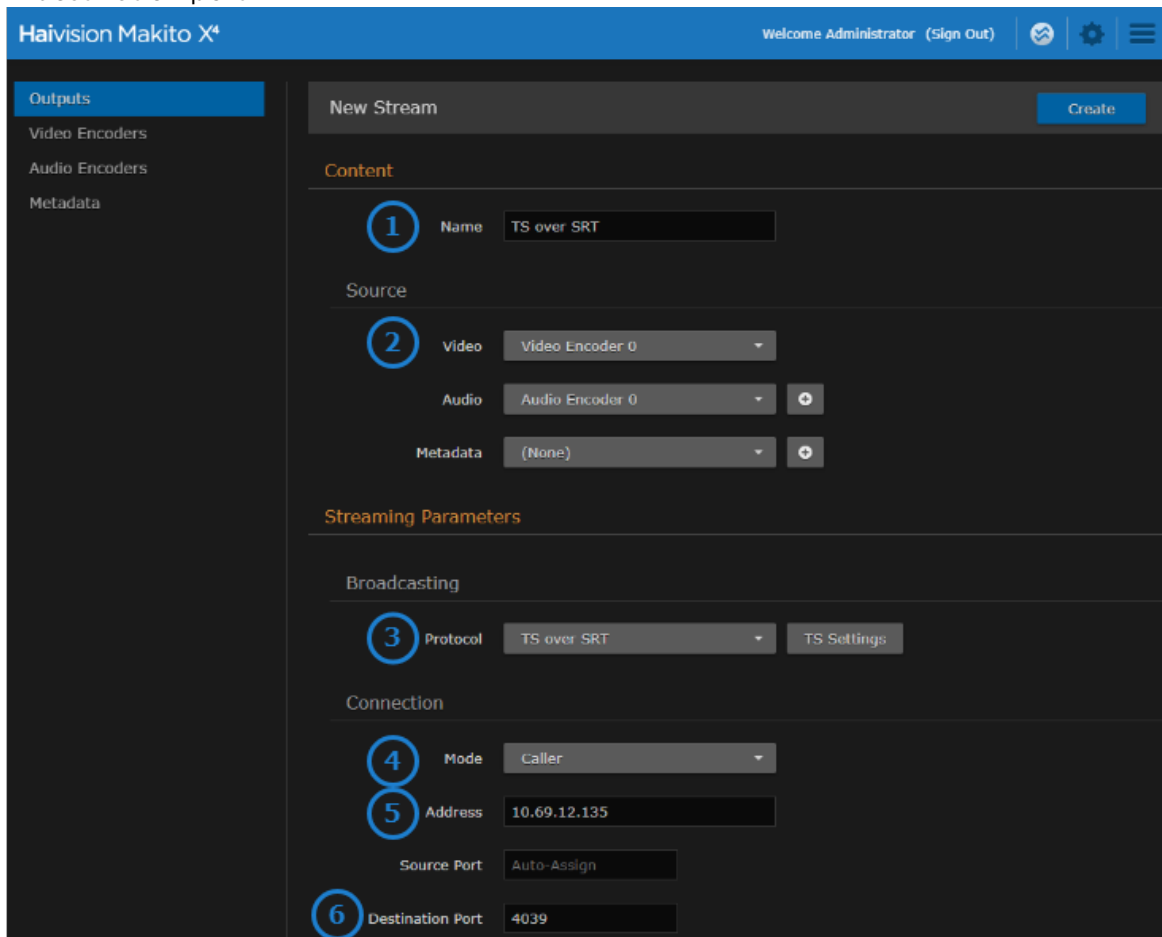 Haivision Makito X⁴
Welcome Administrator (Sign Out)
Outputs
Video Encoders
Audio Encoders
Metadata
New Stream
Create
Content
1 Name TS over SRT
Source
2 Video Video Encoder 0
Audio Audio Encoder 0
Metadata (None)
Streaming Parameters
Broadcasting
3 Protocol TS over SRT TS Settings
Connection
4 Mode Caller
5 Address 10.69.12.135
Source Port Auto-Assign
6 Destination Port 4039